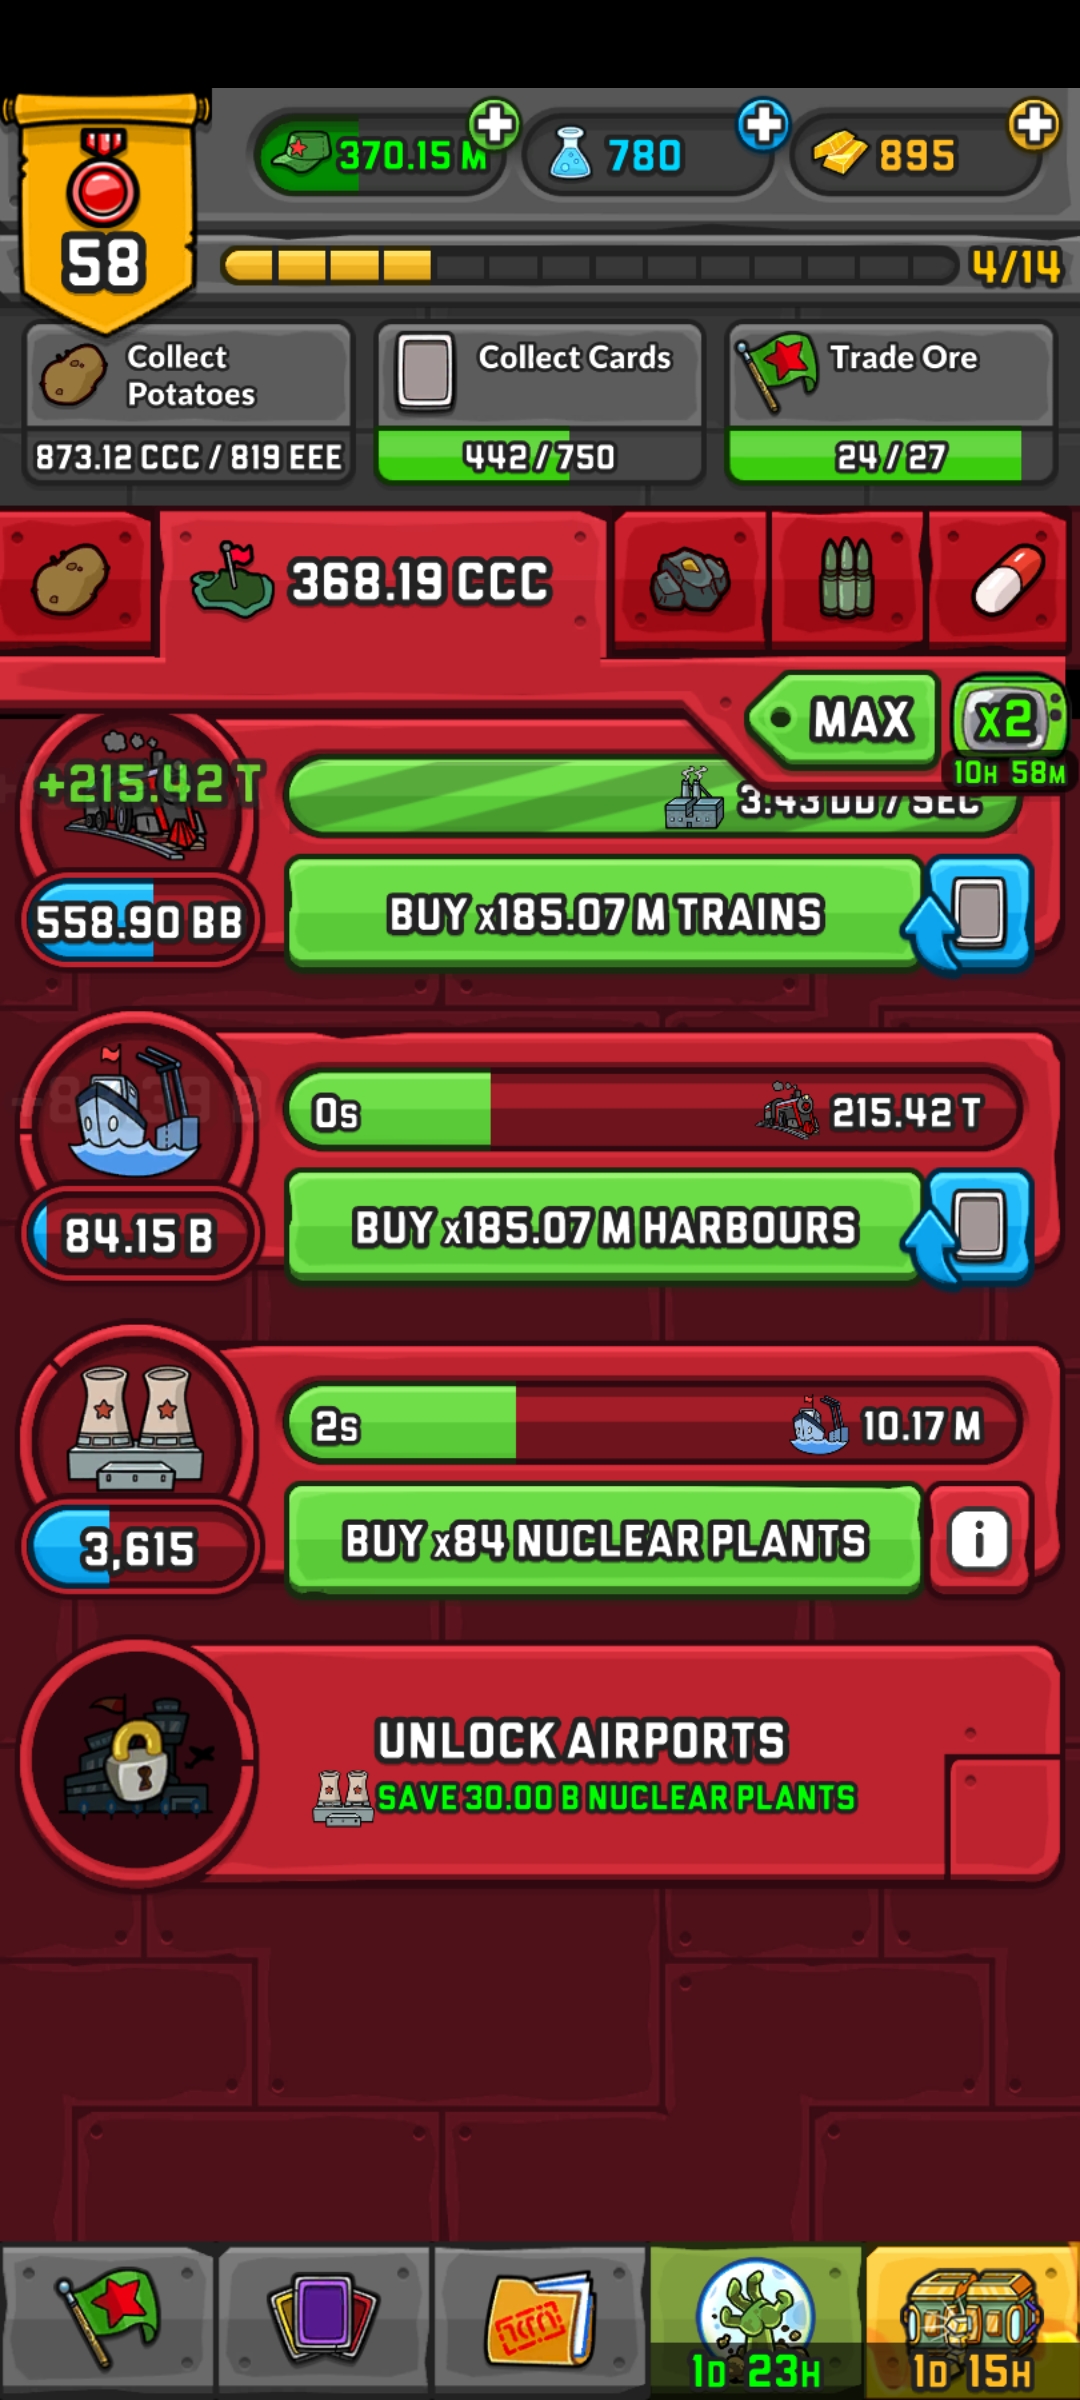 370.15 M
780
895
58
4/14
Collect
Potatoes
873.12 CCC / 819 EEE
Collect Cards
442/750
Trade Ore
24/27
368.19 CCC
MAX
x2
10H 58M
+215.42 T
/ SEC
558.90 BB
BUY x185.07 M TRAINS
0s
215.42 T
84.15 B
BUY x185.07 M HARBOURS
2s
10.17 M
3,615
BUY x84 NUCLEAR PLANTS
i
UNLOCK AIRPORTS
SAVE 30.00 B NUCLEAR PLANTS
1D 23H
1D 15H